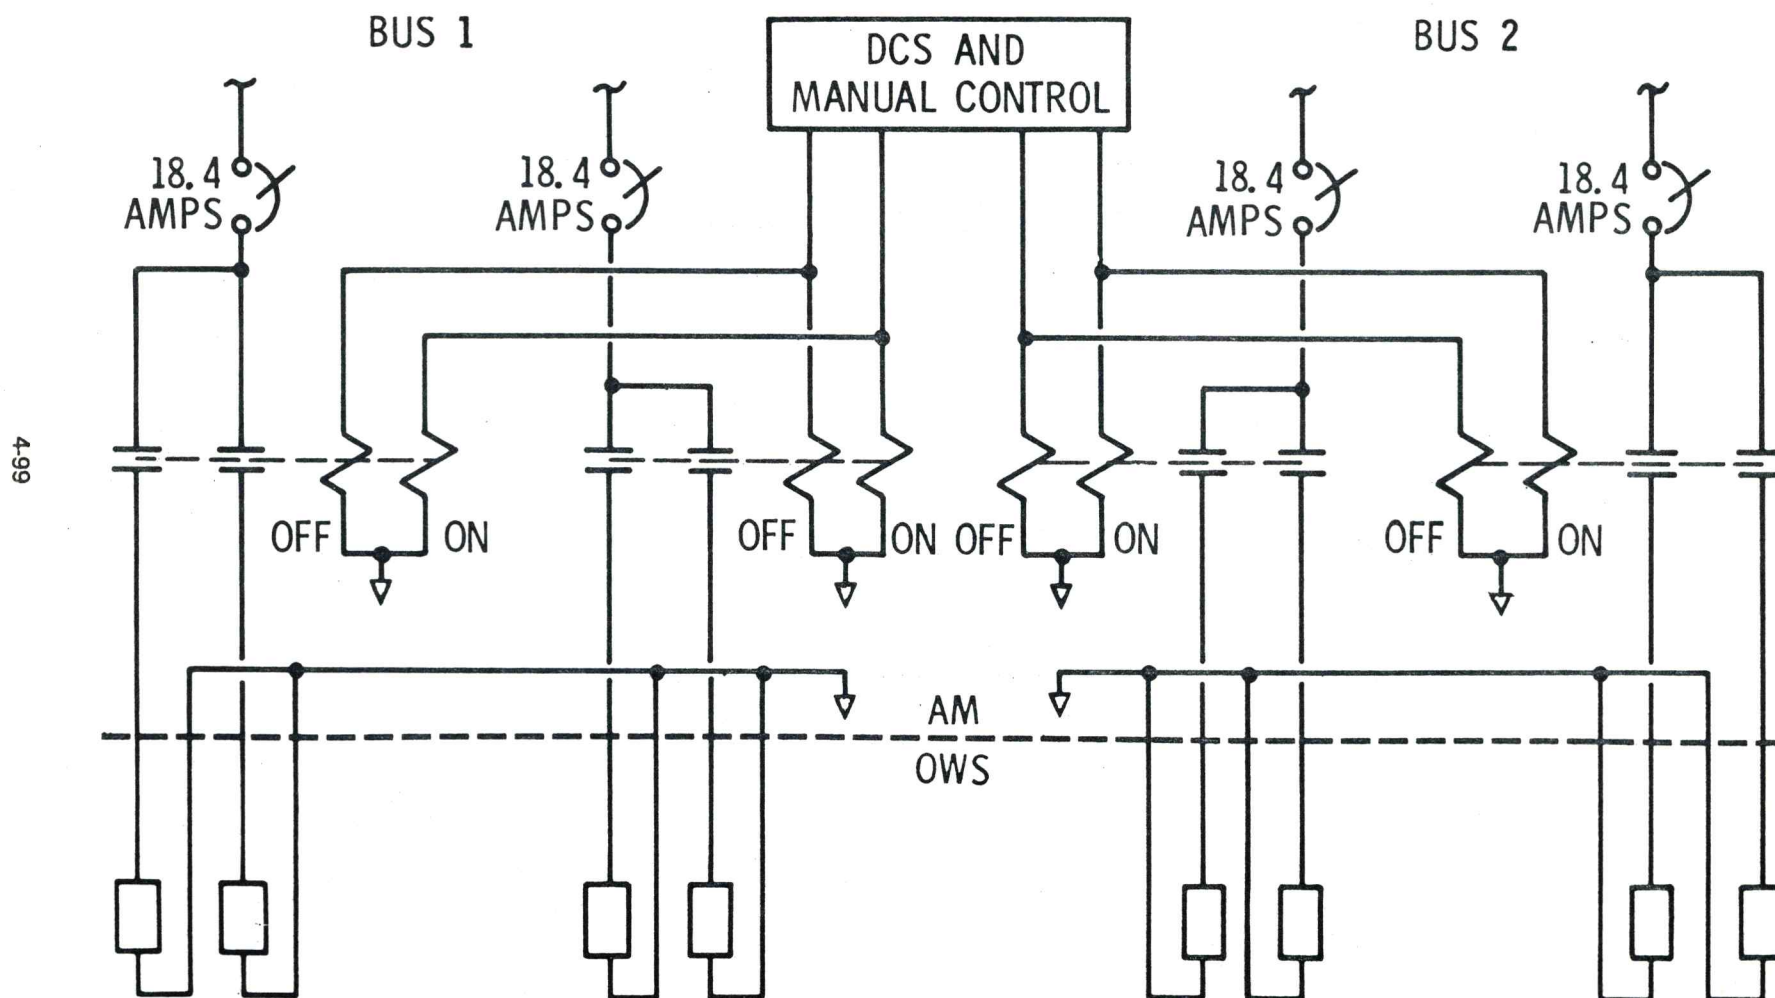 BUS 1
DCS AND
MANUAL CONTROL
BUS 2
18.4
AMPS
18.4
AMPS
18.4
AMPS
18.4
AMPS
OFF
ON
OFF
ON
OFF
ON
OFF
ON
AM
OWS
4-99